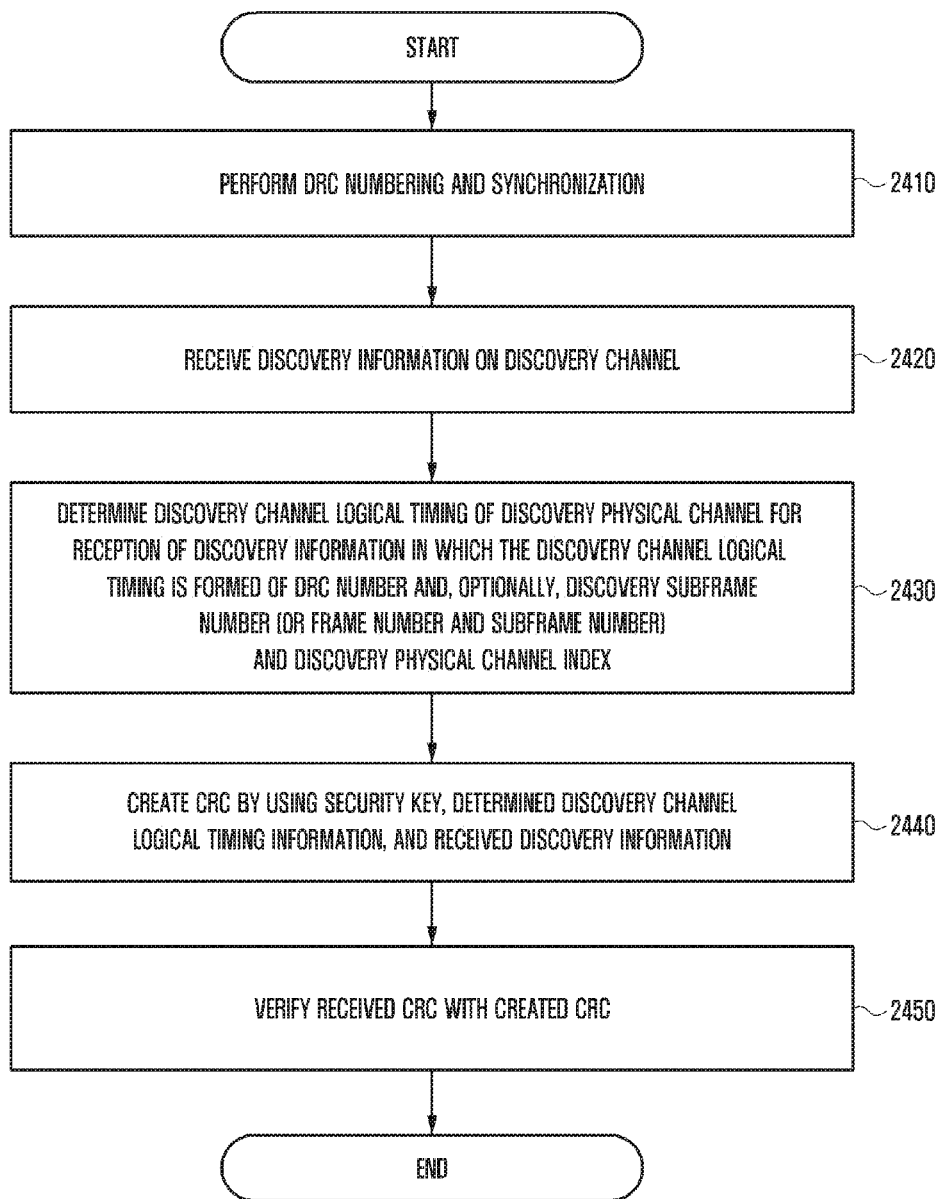 START
PERFORM DRC NUMBERING AND SYNCHRONIZATION
2410
RECEIVE DISCOVERY INFORMATION ON DISCOVERY CHANNEL
2420
DETERMINE DISCOVERY CHANNEL LOGICAL TIMING OF DISCOVERY PHYSICAL CHANNEL FOR
RECEPTION OF DISCOVERY INFORMATION IN WHICH THE DISCOVERY CHANNEL LOGICAL
TIMING IS FORMED OF DRC NUMBER AND, OPTIONALLY, DISCOVERY SUBFRAME
NUMBER (OR FRAME NUMBER AND SUBFRAME NUMBER)
AND DISCOVERY PHYSICAL CHANNEL INDEX
2430
CREATE CRC BY USING SECURITY KEY, DETERMINED DISCOVERY CHANNEL
LOGICAL TIMING INFORMATION, AND RECEIVED DISCOVERY INFORMATION
2440
VERIFY RECEIVED CRC WITH CREATED CRC
2450
END